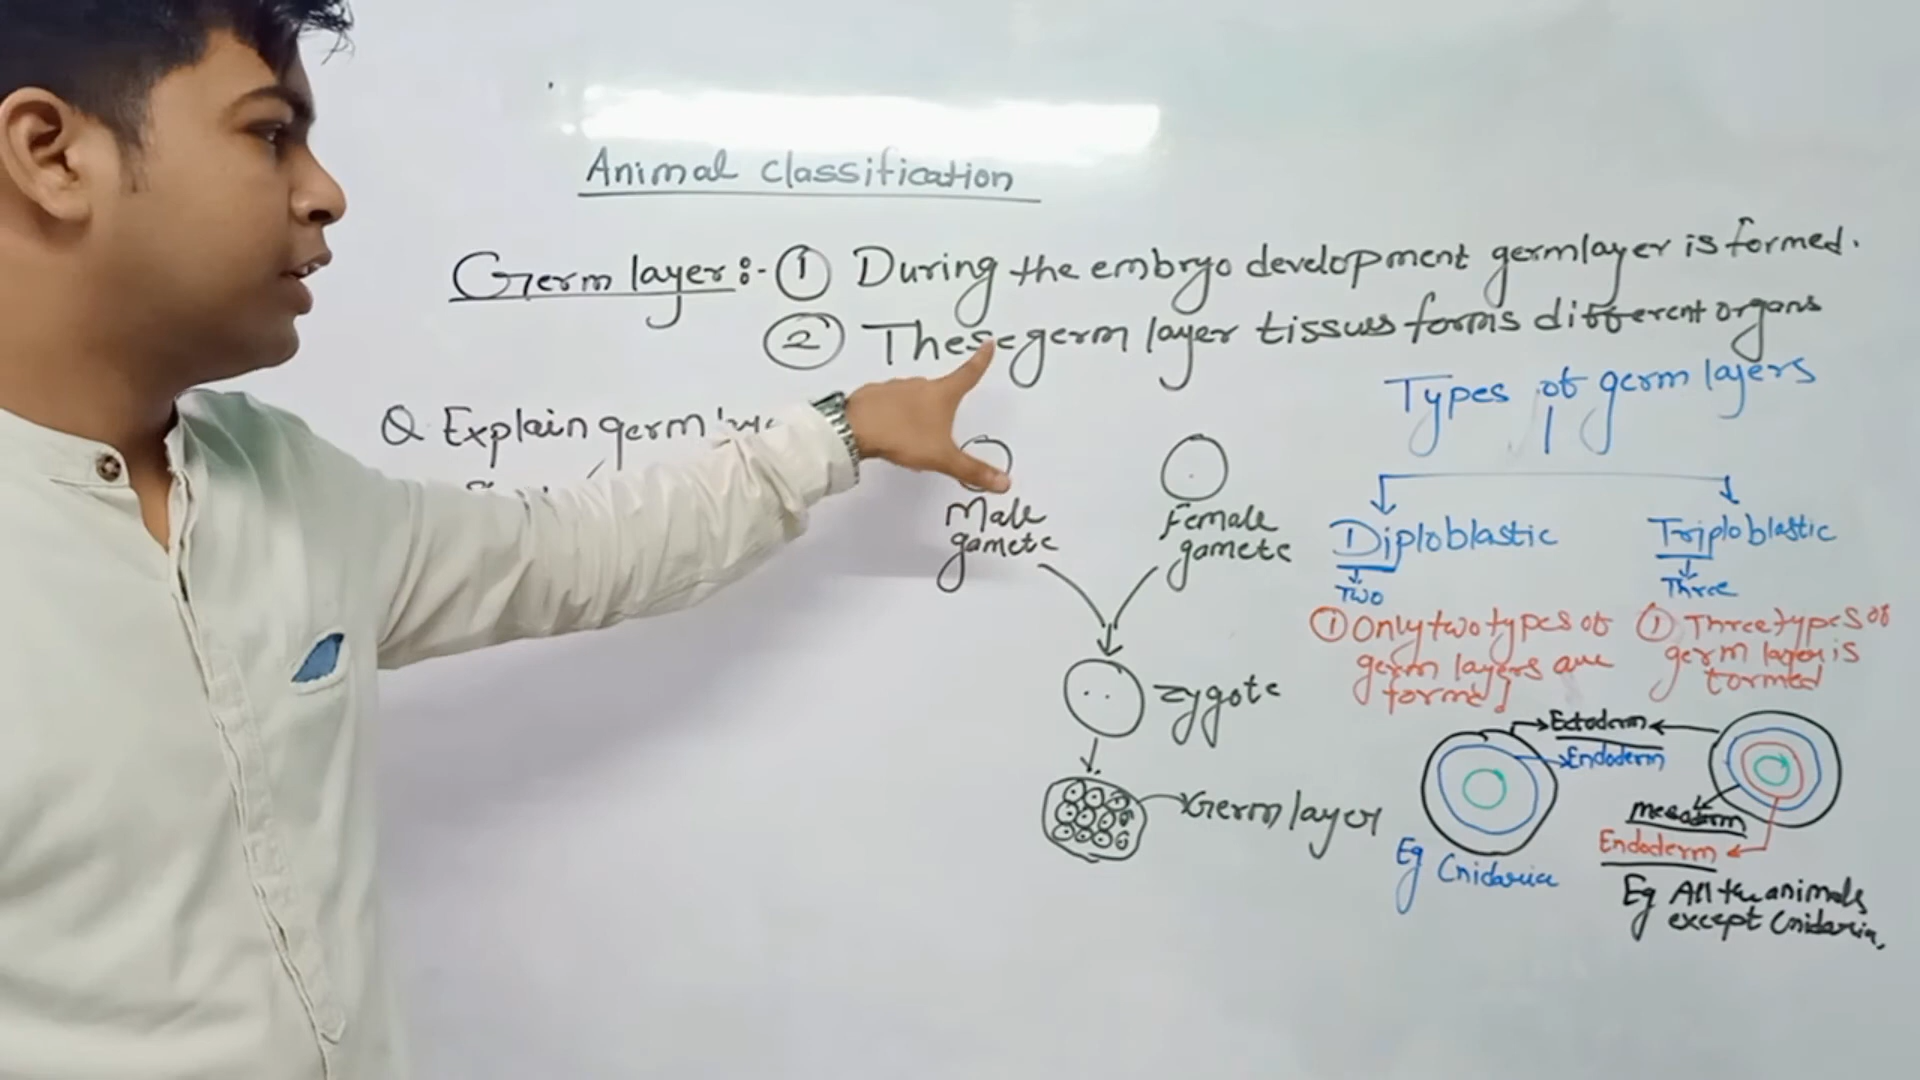 Animal classification
Germ layer:- ① During the embryo development germlayer is formed.
② These germ layer tissues forms different organs
Q Explain germ
Types of germ layers
Male gamete
Female gamete
zygote
Germ layer
Diploblastic
Two
① Only two types of
germ layers are
formed
Triploblastic
Three
① Three types of
germ layer is
formed
Ectoderm
Endoderm
Eg Cnidaria
mesoderm
Endoderm
Eg All the animals
except Cnidaria,